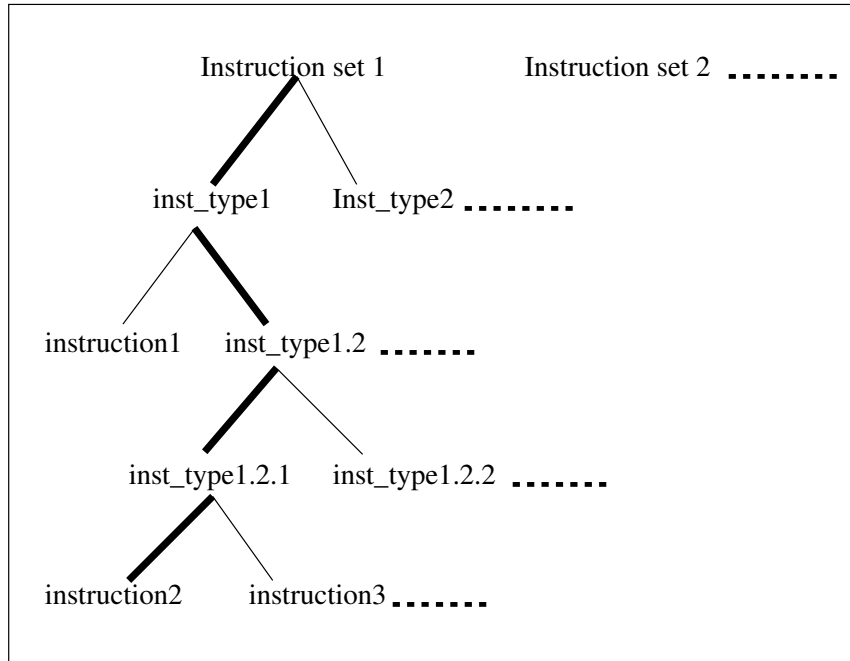 Instruction set 1 Instruction set 2
inst_type1 Inst_type2
instruction1 inst_type1.2
inst_type1.2.1 inst_type1.2.2
instruction2 instruction3